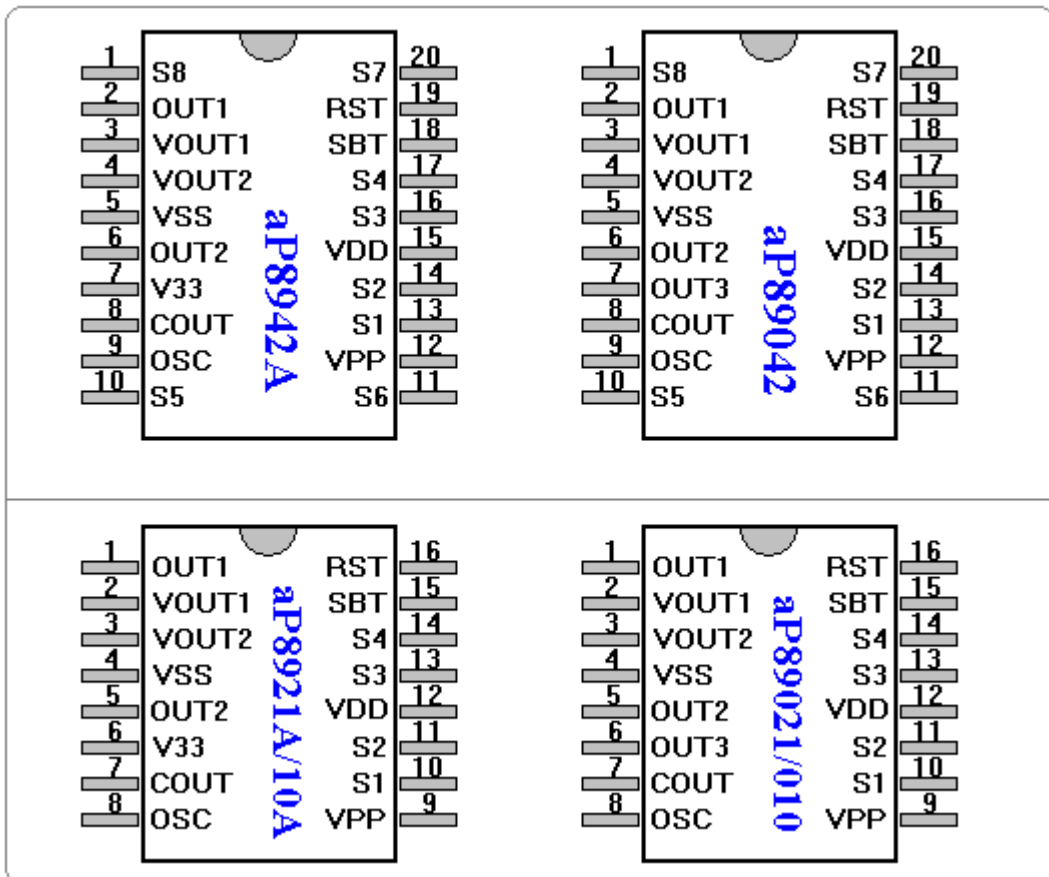 1 S8 S7 20
2 OUT1 RST 19
3 VOUT1 SBT 18
4 VOUT2 S4 17
5 VSS S3 16
6 OUT2 VDD 15
7 V33 S2 14
8 COUT S1 13
9 OSC VPP 12
10 S5 S6 11
aP8942A
1 S8 S7 20
2 OUT1 RST 19
3 VOUT1 SBT 18
4 VOUT2 S4 17
5 VSS S3 16
6 OUT2 VDD 15
7 OUT3 S2 14
8 COUT S1 13
9 OSC VPP 12
10 S5 S6 11
aP89042
1 OUT1 RST 16
2 VOUT1 SBT 15
3 VOUT2 S4 14
4 VSS S3 13
5 OUT2 VDD 12
6 V33 S2 11
7 COUT S1 10
8 OSC VPP 9
aP8921A/10A
1 OUT1 RST 16
2 VOUT1 SBT 15
3 VOUT2 S4 14
4 VSS S3 13
5 OUT2 VDD 12
6 OUT3 S2 11
7 COUT S1 10
8 OSC VPP 9
aP89021/010